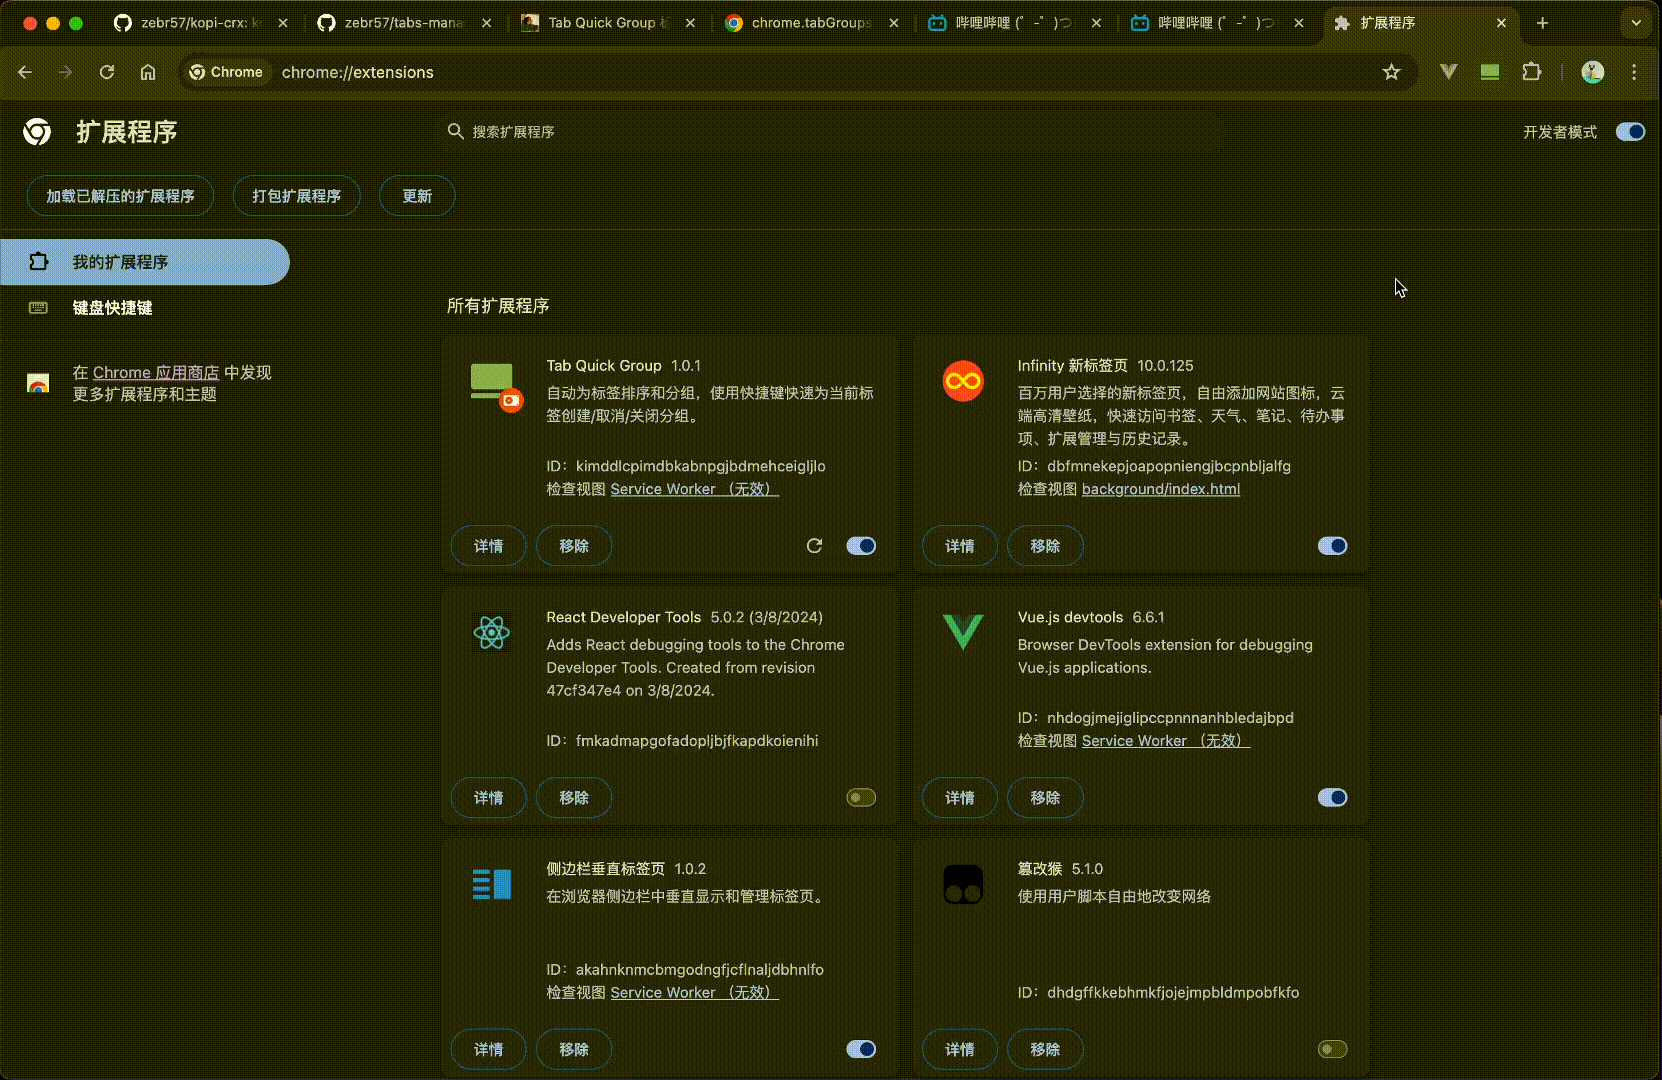 zebr57/kopi-crx: k
zebr57/tabs-mana
Tab Quick Group
chrome.tabGroups
哔哩哔哩 (゜-゜)つ
哔哩哔哩 (゜-゜)つ
扩展程序
Chrome
chrome://extensions
扩展程序
搜索扩展程序
开发者模式
加载已解压的扩展程序
打包扩展程序
更新
我的扩展程序
键盘快捷键
在 Chrome 应用商店 中发现
更多扩展程序和主题
所有扩展程序
Tab Quick Group 1.0.1
自动为标签排序和分组，使用快捷键快速为当前标
签创建/取消/关闭分组。
ID：kimddlcpimdbkabnpgjbdmehceigljlo
检查视图 Service Worker （无效）
详情
移除
Infinity 新标签页 10.0.125
百万用户选择的新标签页，自由添加网站图标，云
端高清壁纸，快速访问书签、天气、笔记、待办事
项、扩展管理与历史记录。
ID：dbfmnekepjoapopniengjbcpnbljalfg
检查视图 background/index.html
详情
移除
React Developer Tools 5.0.2 (3/8/2024)
Adds React debugging tools to the Chrome
Developer Tools. Created from revision
47cf347e4 on 3/8/2024.
ID：fmkadmapgofadopljbjfkapdkoienihi
详情
移除
Vue.js devtools 6.6.1
Browser DevTools extension for debugging
Vue.js applications.
ID：nhdogjmejiglipccpnnnanhbledajbpd
检查视图 Service Worker （无效）
详情
移除
侧边栏垂直标签页 1.0.2
在浏览器侧边栏中垂直显示和管理标签页。
ID：akahnknmcbmgodngfjcflnaljdbhnlfo
检查视图 Service Worker （无效）
详情
移除
篡改猴 5.1.0
使用用户脚本自由地改变网络
ID：dhdgffkkebhmkfjojejmpbldmpobfkfo
详情
移除